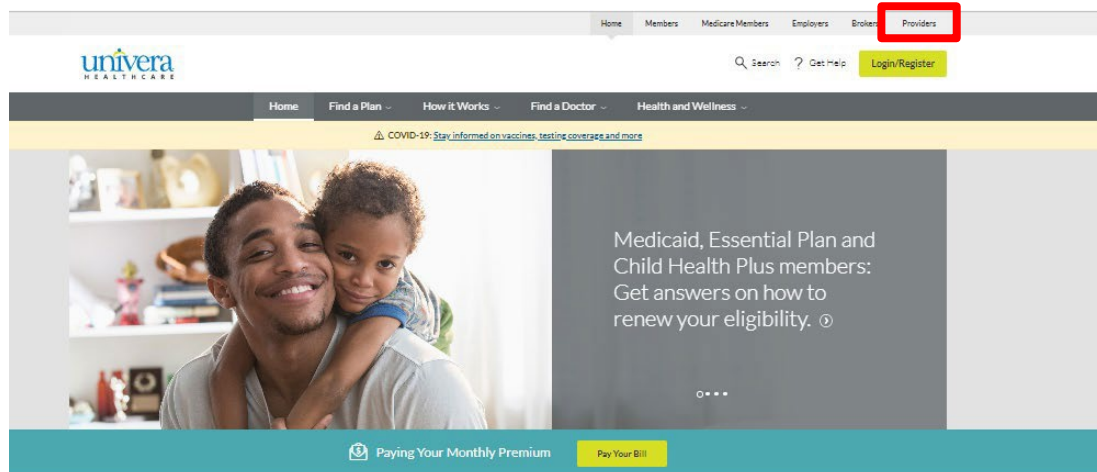 Home Members Medicare Members Employers Brokers Providers
univera
HEALTHCARE
Search ? Get Help Login/Register
Home Find a Plan How it Works Find a Doctor Health and Wellness
COVID-19: Stay informed on vaccines, testing coverage and more
Medicaid, Essential Plan and
Child Health Plus members:
Get answers on how to
renew your eligibility.
Paying Your Monthly Premium Pay Your Bill